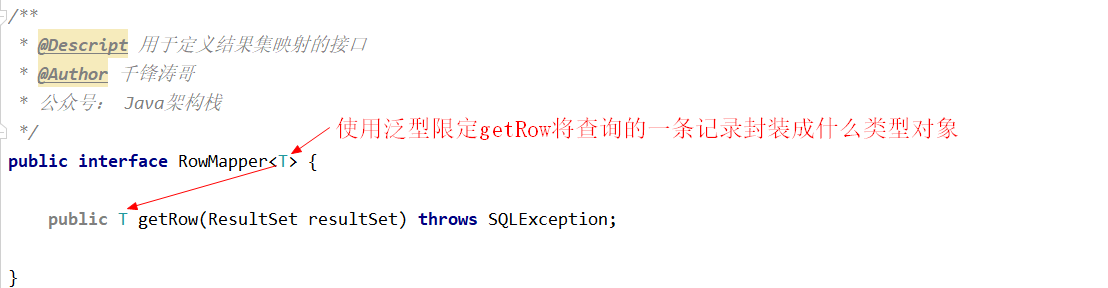 /**
* @Descript 用于定义结果集映射的接口
* @Author 千锋涛哥
* 公众号： Java架构栈
*/
使用泛型限定getRow将查询的一条记录封装成什么类型对象
public interface RowMapper<T> {
public T getRow(ResultSet resultSet) throws SQLException;
}